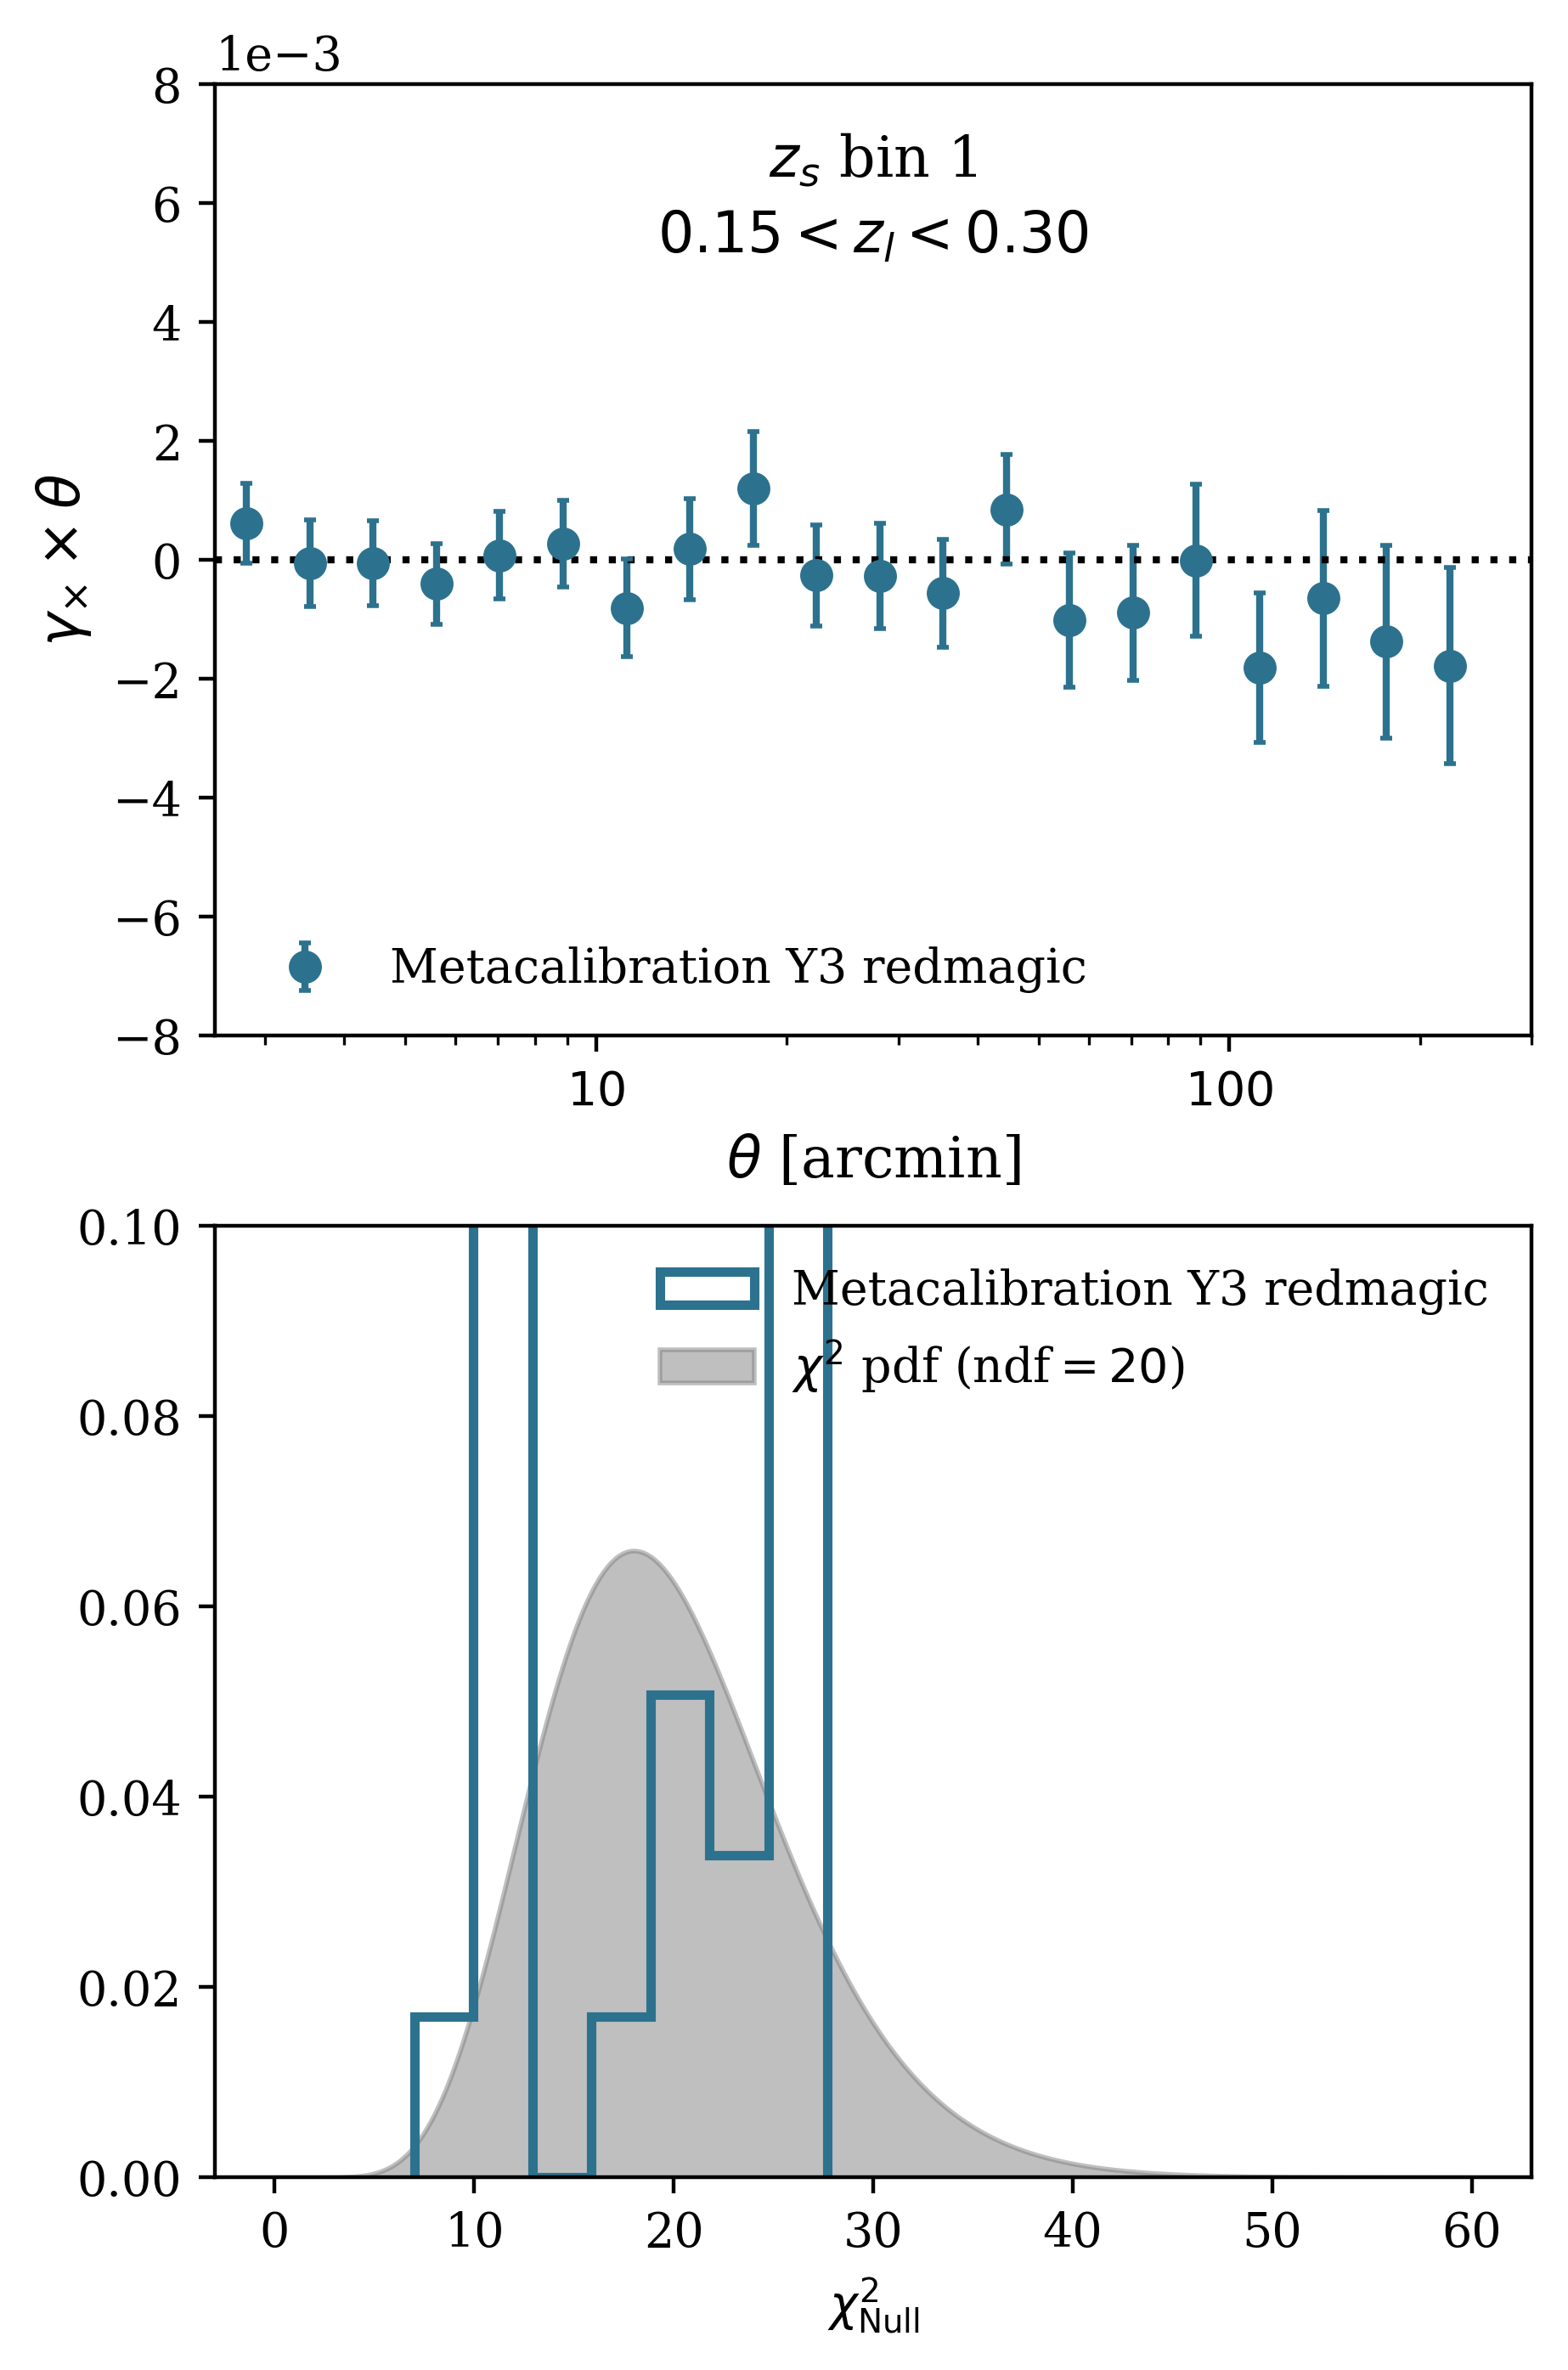 1e−3
8
6
4
2
0
−2
−4
−6
−8
γ× × θ
z_s bin 1
0.15 < z_l < 0.30
Metacalibration Y3 redmagic
10 100
θ [arcmin]
0.10
0.08
0.06
0.04
0.02
0.00
Metacalibration Y3 redmagic
χ² pdf (ndf = 20)
0 10 20 30 40 50 60
χ²_Null